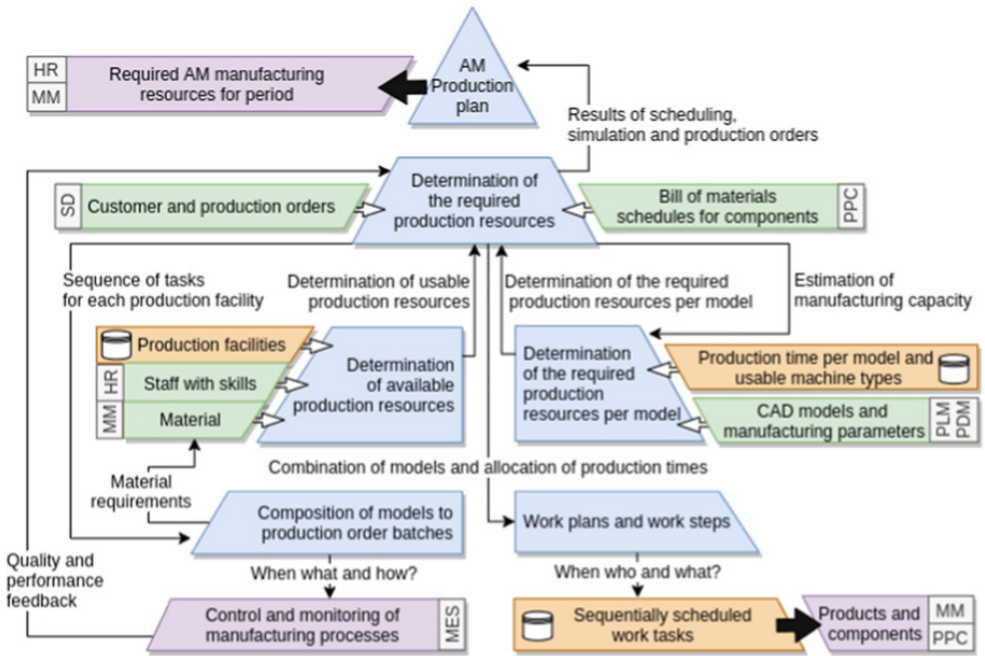 HR
MM
Required AM manufacturing
resources for period
AM
Production
plan
Results of scheduling,
simulation and production orders
SD
Customer and production orders
Determination of
the required
production resources
Bill of materials
schedules for components
PPC
Sequence of tasks
for each production facility
Determination of usable
production resources
Determination of the required
production resources per model
Estimation of
manufacturing capacity
Production facilities
HR
Staff with skills
MM
Material
Determination
of available
production resources
Determination
of the required
production
resources per model
Production time per model and
usable machine types
CAD models and
manufacturing parameters
PLM
PDM
Combination of models and allocation of production times
Material
requirements
Composition of models to
production order batches
Work plans and work steps
Quality and
performance
feedback
When what and how?
When who and what?
Control and monitoring of
manufacturing processes
MES
Sequentially scheduled
work tasks
Products and
components
MM
PPC